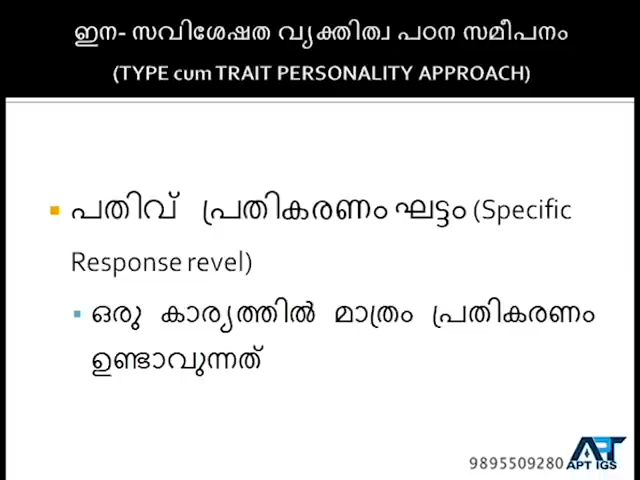 ഇന- സവിശേഷത വ്യക്തിത്വ പഠന സമീപനം
(TYPE cum TRAIT PERSONALITY APPROACH)
പതിവ് പ്രതികരണം ഘട്ടം (Specific
Response revel)
ഒരു കാര്യത്തിൽ മാത്രം പ്രതികരണം
ഉണ്ടാവുന്നത്
9895509280 APT IGS